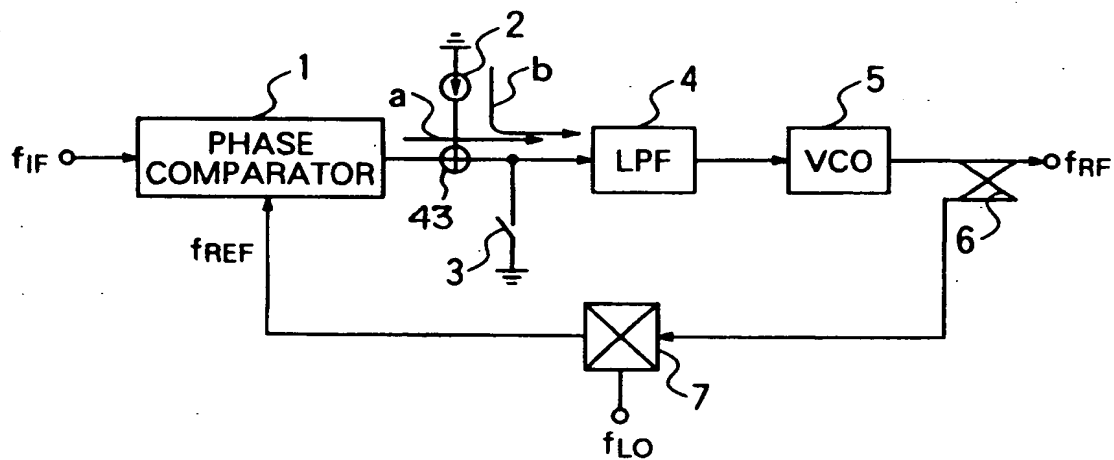 1
2
a
b
4
5
fIF
PHASE
COMPARATOR
43
LPF
VCO
fRF
6
fREF
3
7
fLO